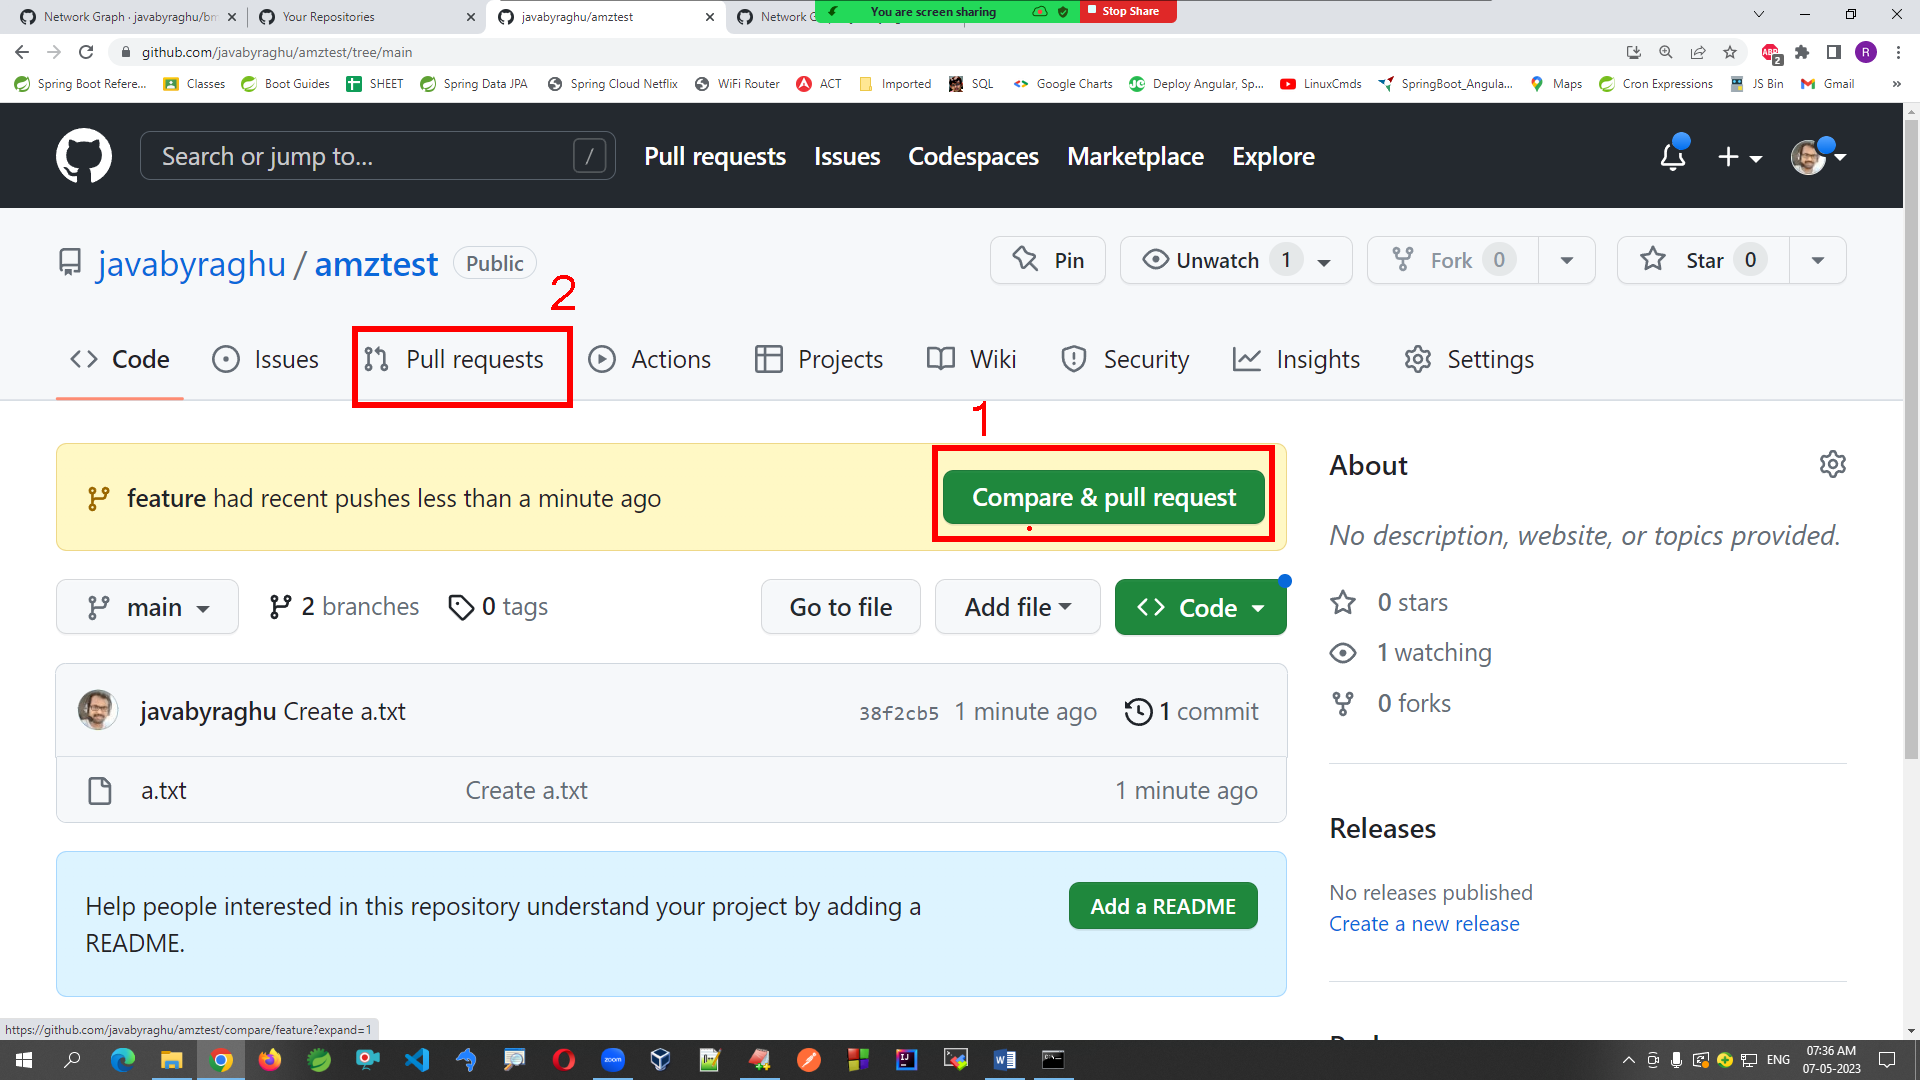 Network Graph · javabyraghu/bm
Your Repositories
javabyraghu/amztest
Network G
You are screen sharing
Stop Share
github.com/javabyraghu/amztest/tree/main
ABP
2
R
Spring Boot Refere...
Classes
Boot Guides
SHEET
Spring Data JPA
Spring Cloud Netflix
WiFi Router
ACT
Imported
SQL
Google Charts
Deploy Angular, Sp...
LinuxCmds
SpringBoot_Angula...
Maps
Cron Expressions
JS Bin
Gmail
»
Search or jump to...
/
Pull requests
Issues
Codespaces
Marketplace
Explore
javabyraghu / amztest
Public
2
Pin
Unwatch 1
Fork 0
Star 0
Code
Issues
Pull requests
Actions
Projects
Wiki
Security
Insights
Settings
1
feature had recent pushes less than a minute ago
Compare & pull request
main
2 branches
0 tags
Go to file
Add file
Code
javabyraghu Create a.txt
38f2cb5
1 minute ago
1 commit
a.txt
Create a.txt
1 minute ago
Help people interested in this repository understand your project by adding a
README.
Add a README
About
No description, website, or topics provided.
0 stars
1 watching
0 forks
Releases
No releases published
Create a new release
https://github.com/javabyraghu/amztest/compare/feature?expand=1
zoom
IJ
ENG
07:36 AM
07-05-2023